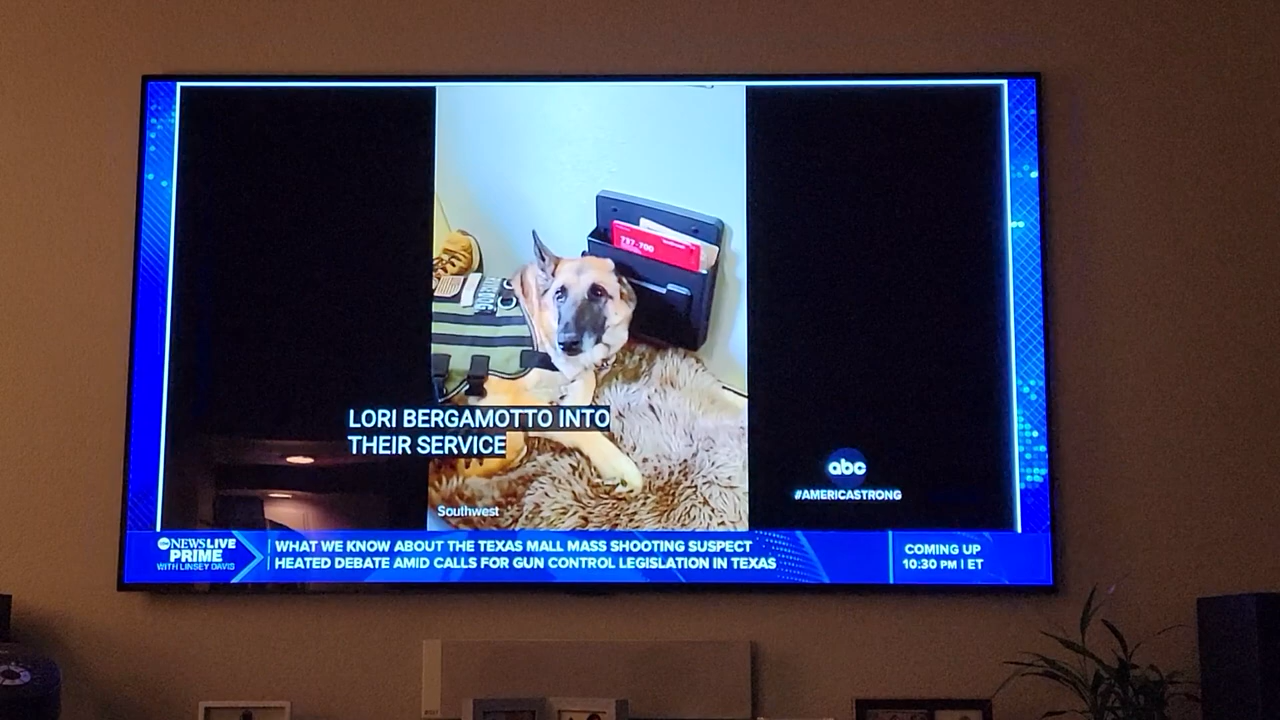 737-700
LORI BERGAMOTTO INTO
THEIR SERVICE
Southwest
abc
#AMERICASTRONG
abc NEWS LIVE
PRIME
WITH LINSEY DAVIS
WHAT WE KNOW ABOUT THE TEXAS MALL MASS SHOOTING SUSPECT
HEATED DEBATE AMID CALLS FOR GUN CONTROL LEGISLATION IN TEXAS
COMING UP
10:30 PM | ET